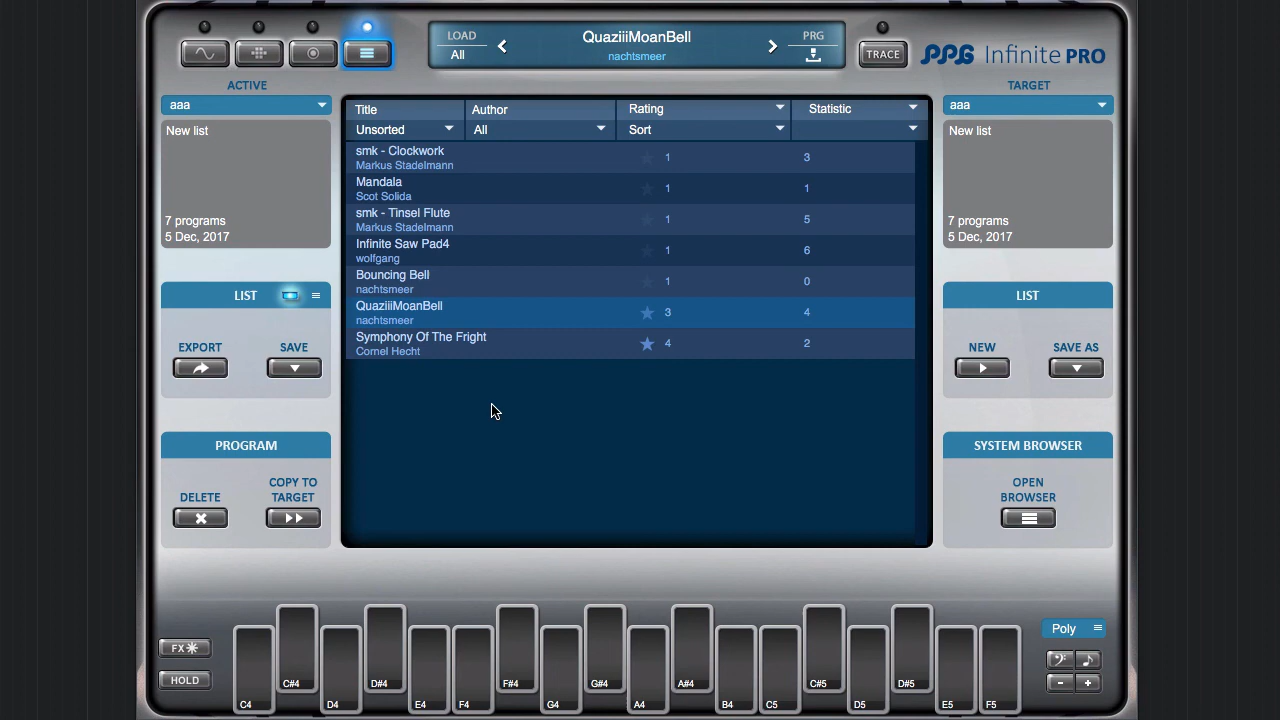 LOAD
All
QuaziiiMoanBell
nachtsmeer
PRG
TRACE
PPG Infinite PRO
ACTIVE
aaa
New list
7 programs
5 Dec, 2017
LIST
EXPORT
SAVE
PROGRAM
DELETE
COPY TO
TARGET
Title
Author
Rating
Statistic
Unsorted
All
Sort
smk - Clockwork
Markus Stadelmann
1
3
Mandala
Scot Solida
1
1
smk - Tinsel Flute
Markus Stadelmann
1
5
Infinite Saw Pad4
wolfgang
1
6
Bouncing Bell
nachtsmeer
1
0
QuaziiiMoanBell
nachtsmeer
3
4
Symphony Of The Fright
Cornel Hecht
4
2
TARGET
aaa
New list
7 programs
5 Dec, 2017
LIST
NEW
SAVE AS
SYSTEM BROWSER
OPEN
BROWSER
FX
HOLD
C#4
D#4
F#4
G#4
A#4
C#5
D#5
C4
D4
E4
F4
G4
A4
B4
C5
D5
E5
F5
Poly
-
+